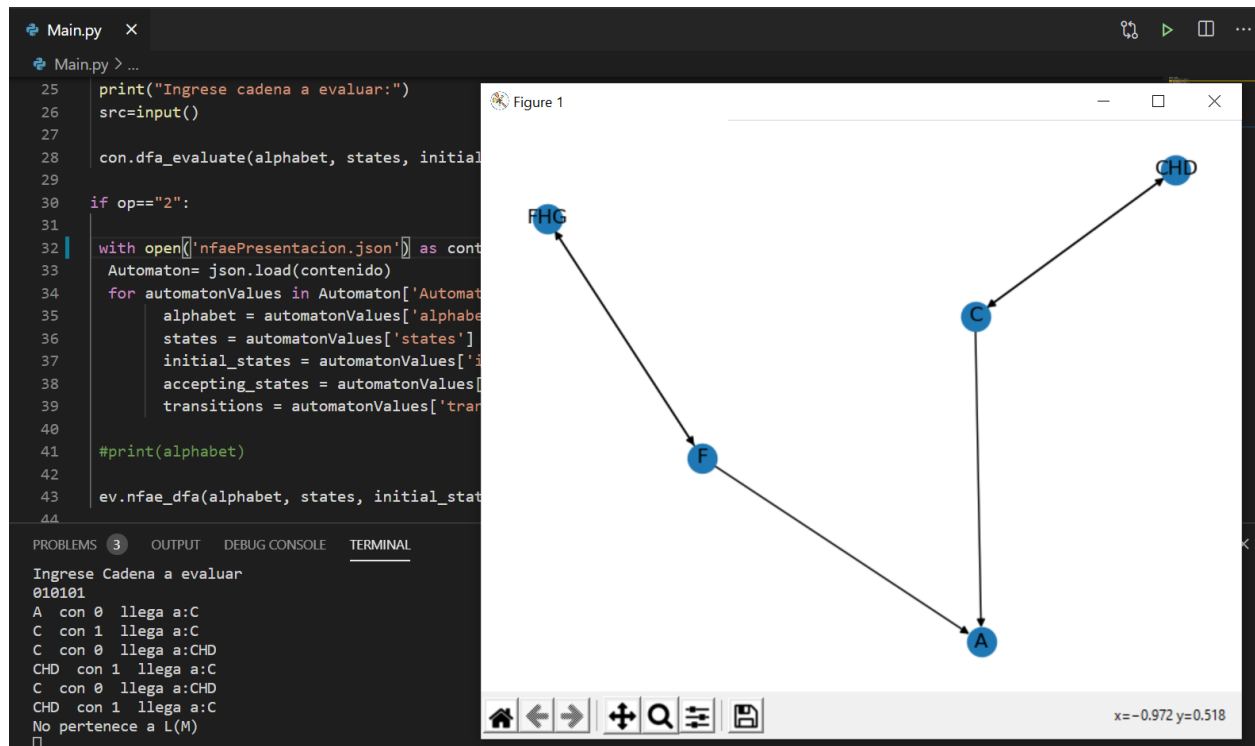 Main.py ×
Main.py > ...
25 print("Ingrese cadena a evaluar:")
26 src=input()
27
28 con.dfa_evaluate(alphabet, states, initial
29
30 if op=="2":
31
32 with open('nfaePresentacion.json') as cont
33 Automaton= json.load(contenido)
34 for automatonValues in Automaton['Automat
35 alphabet = automatonValues['alphabe
36 states = automatonValues['states']
37 initial_states = automatonValues['i
38 accepting_states = automatonValues[
39 transitions = automatonValues['tran
40
41 #print(alphabet)
42
43 ev.nfae_dfa(alphabet, states, initial_stat
44
PROBLEMS 3 OUTPUT DEBUG CONSOLE TERMINAL
Ingrese Cadena a evaluar
010101
A con 0 llega a:C
C con 1 llega a:C
C con 0 llega a:CHD
CHD con 1 llega a:C
C con 0 llega a:CHD
CHD con 1 llega a:C
No pertenece a L(M)
Figure 1
CHD
FHG
C
F
A
x=-0.972 y=0.518